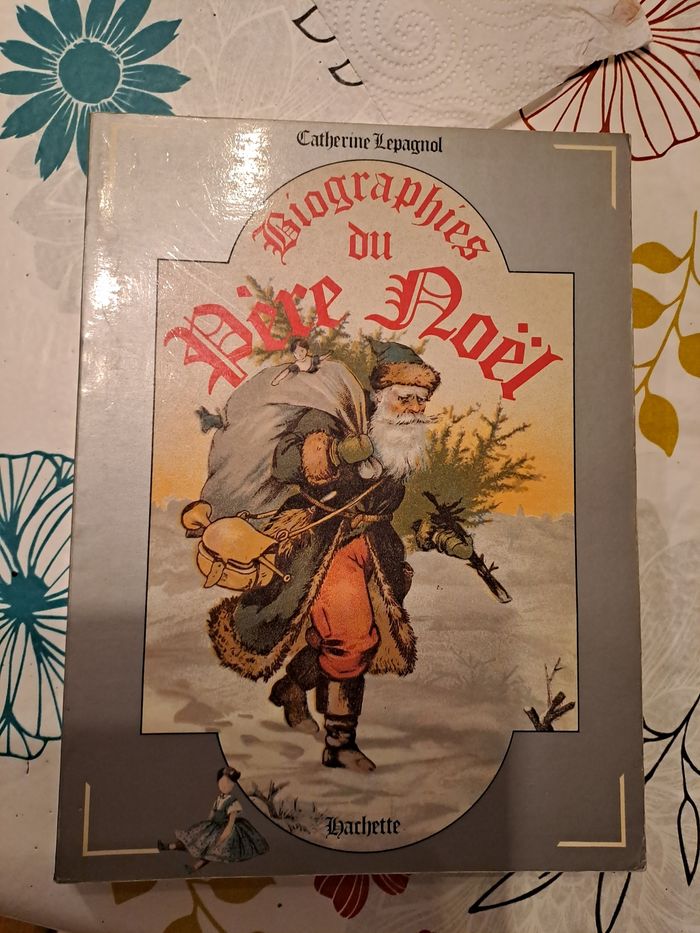 Catherine Lepagnol
Biographies
du
Père Noël
Hachette